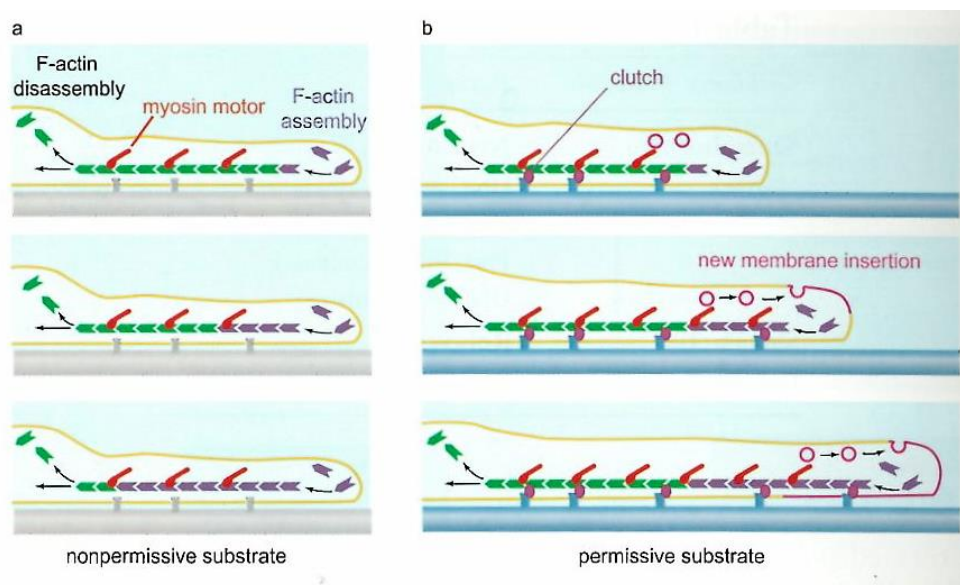 a
b
F-actin
disassembly
myosin motor
F-actin
assembly
clutch
new membrane insertion
nonpermissive substrate
permissive substrate